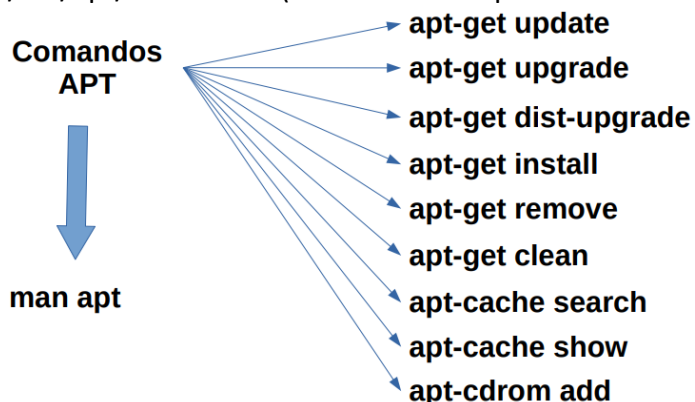 apt-get update
Comandos
APT
apt-get upgrade
apt-get dist-upgrade
apt-get install
apt-get remove
apt-get clean
man apt
apt-cache search
apt-cache show
apt-cdrom add